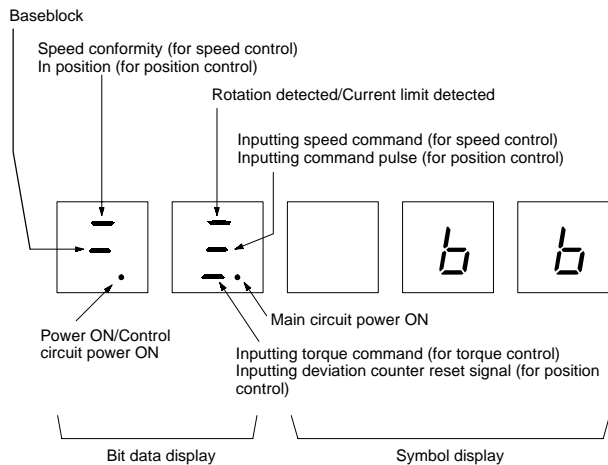 Baseblock
Speed conformity (for speed control)
In position (for position control)
Rotation detected/Current limit detected
Inputting speed command (for speed control)
Inputting command pulse (for position control)
b b
Main circuit power ON
Power ON/Control
circuit power ON
Inputting torque command (for torque control)
Inputting deviation counter reset signal (for position
control)
Bit data display
Symbol display